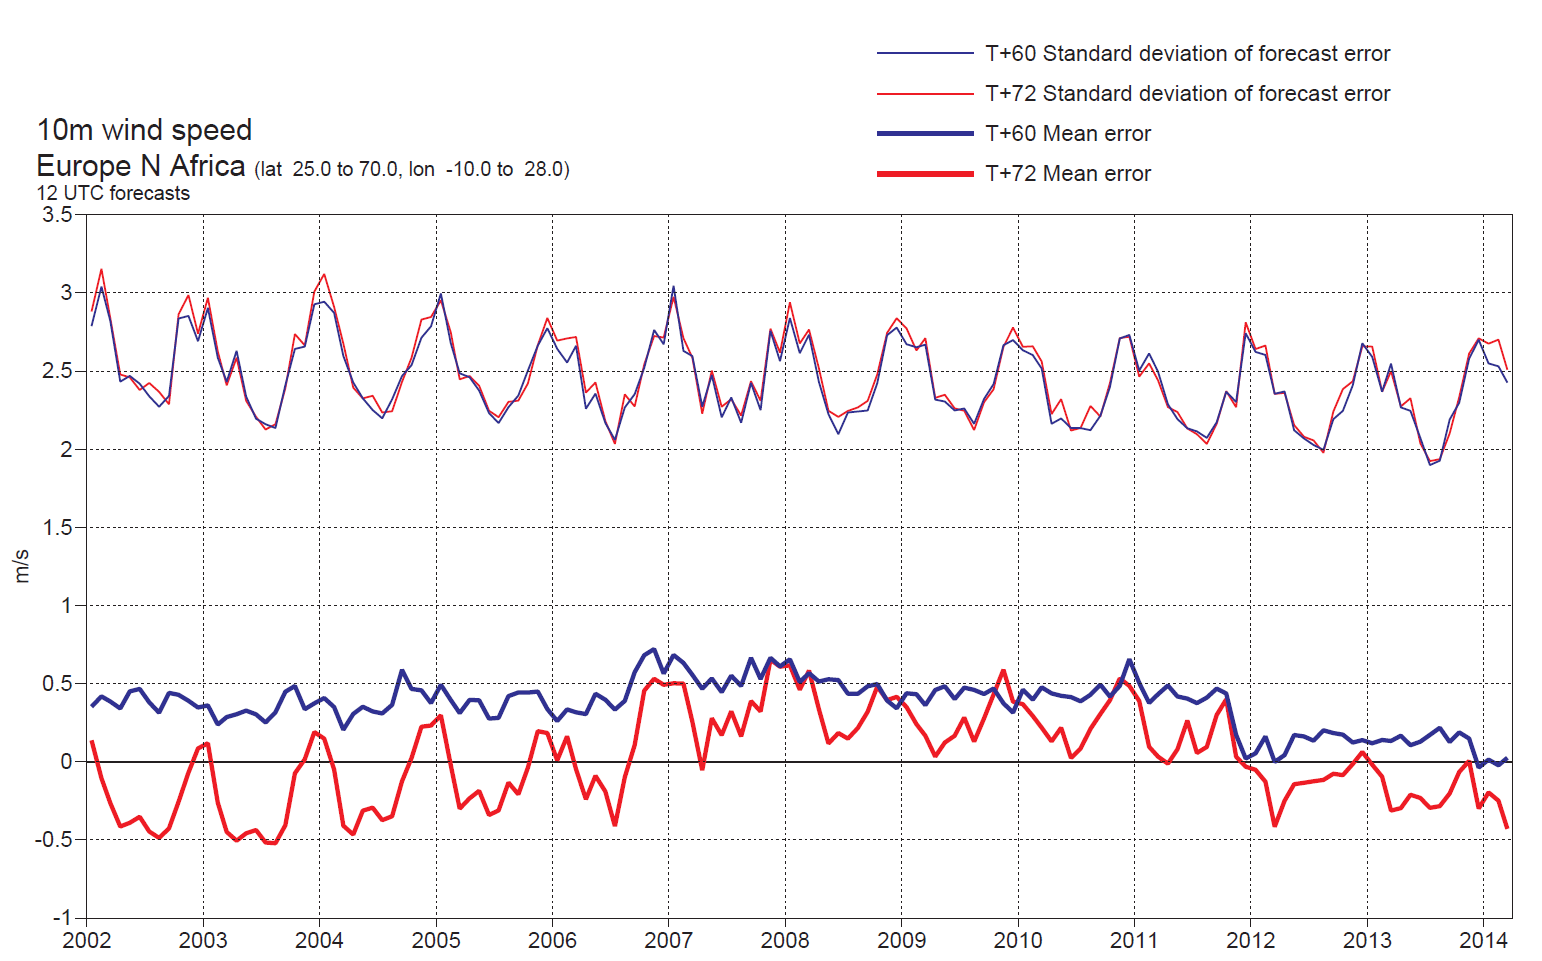 T+60 Standard deviation of forecast error
T+72 Standard deviation of forecast error
T+60 Mean error
T+72 Mean error
10m wind speed
Europe N Africa (lat 25.0 to 70.0, lon -10.0 to 28.0)
12 UTC forecasts
3.5
3
2.5
2
1.5
1
0.5
0
-0.5
-1
m/s
2002 2003 2004 2005 2006 2007 2008 2009 2010 2011 2012 2013 2014